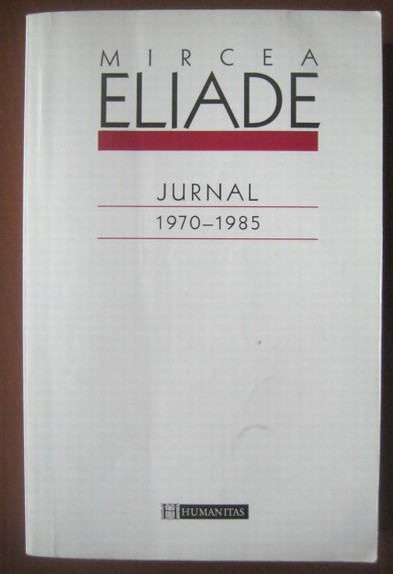 MIRCEA
ELIADE
JURNAL
1970–1985
H HUMANITAS